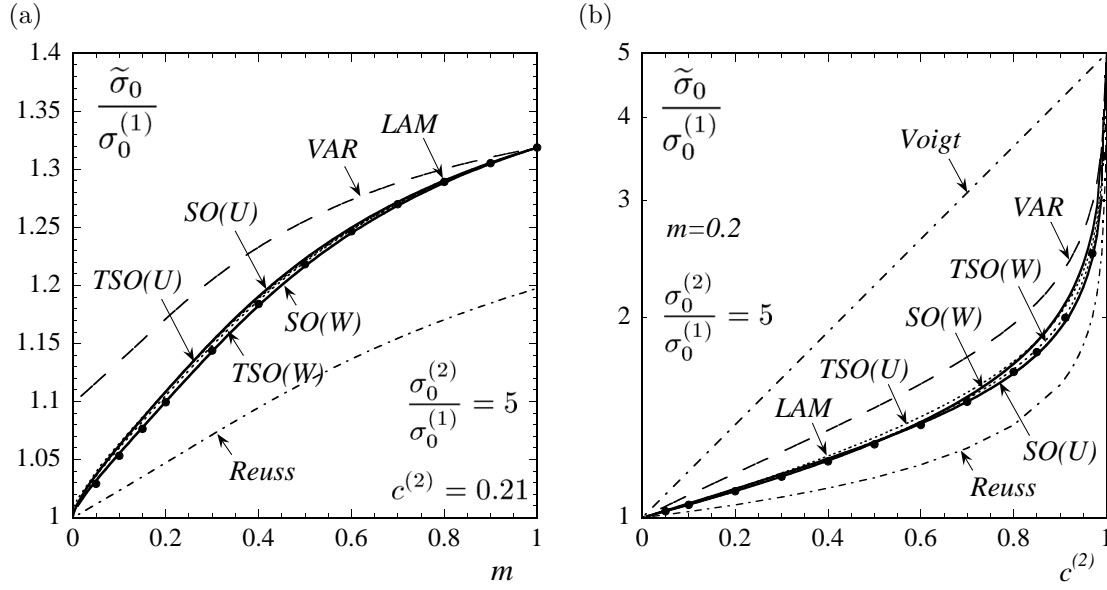 (a)
(b)
1.4
1.35
1.3
1.25
1.2
1.15
1.1
1.05
1
σ̃₀
σ₀⁽¹⁾
LAM
VAR
SO(U)
TSO(U)
SO(W)
TSO(W)
Reuss
σ₀⁽²⁾
σ₀⁽¹⁾ = 5
c⁽²⁾ = 0.21
0 0.2 0.4 0.6 0.8 1
m
5
4
3
2
1
σ̃₀
σ₀⁽¹⁾
Voigt
m=0.2
VAR
TSO(W)
σ₀⁽²⁾
σ₀⁽¹⁾ = 5
SO(W)
TSO(U)
LAM
SO(U)
Reuss
0 0.2 0.4 0.6 0.8 1
c⁽²⁾